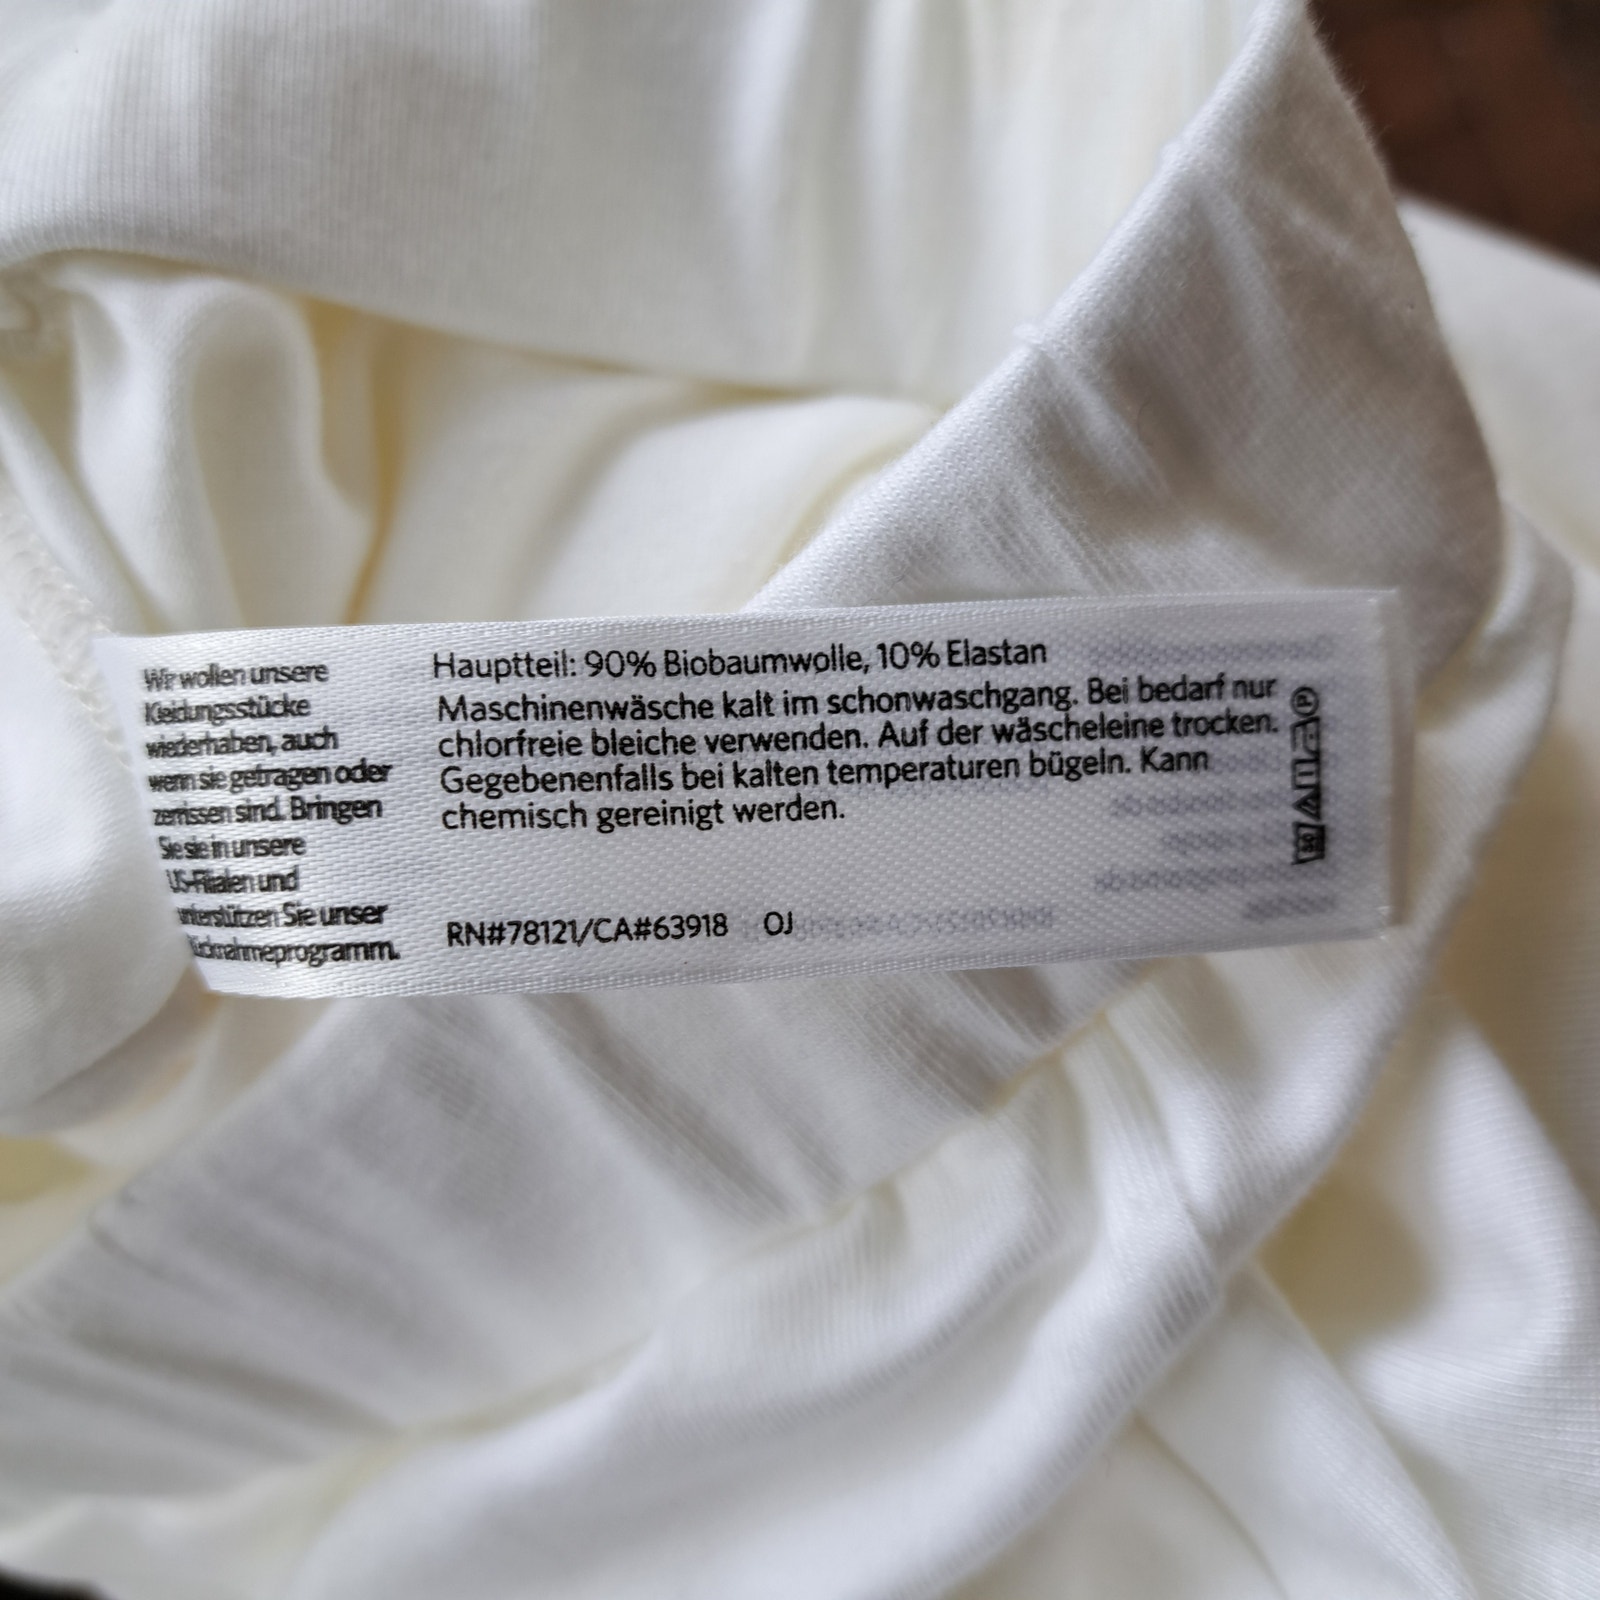 Wir wollen unsere
Kleidungsstücke
wiederhaben, auch
wenn sie getragen oder
zerrissen sind. Bringen
Sie sie in unsere
US-Filialen und
unterstützen Sie unser
Rücknahmeprogramm.
Hauptteil: 90% Biobaumwolle, 10% Elastan
Maschinenwäsche kalt im schonwaschgang. Bei bedarf nur
chlorfreie bleiche verwenden. Auf der wäscheleine trocken.
Gegebenenfalls bei kalten temperaturen bügeln. Kann
chemisch gereinigt werden.
RN#78121/CA#63918 OJ